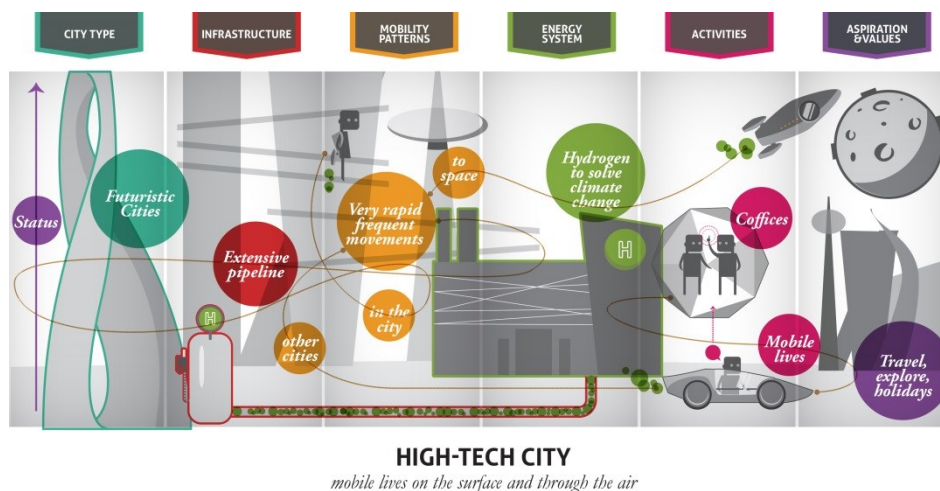 CITY TYPE
INFRASTRUCTURE
MOBILITY
PATTERNS
ENERGY
SYSTEM
ACTIVITIES
ASPIRATION
&VALUES
Status
Futuristic
Cities
Extensive
pipeline
H
Very rapid
frequent
movements
to
space
in the
city
other
cities
Hydrogen
to solve
climate
change
H
Coffices
Mobile
lives
Travel,
explore,
holidays
HIGH-TECH CITY
mobile lives on the surface and through the air